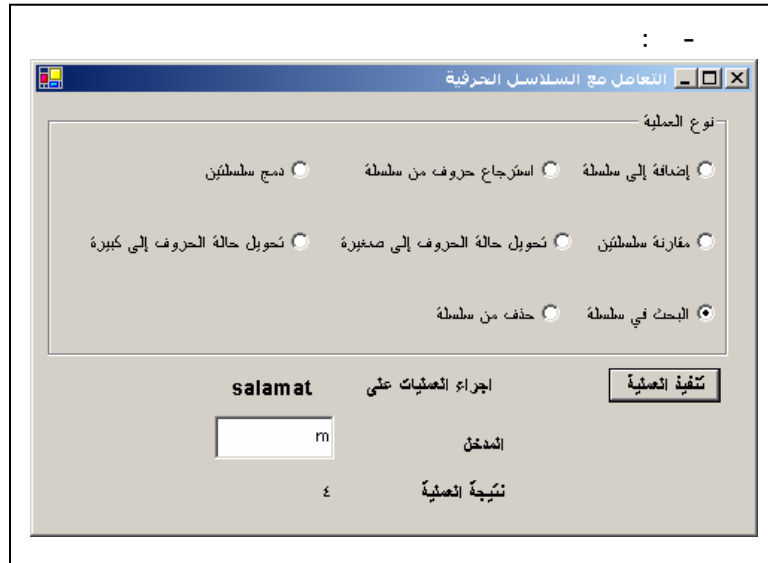 - :
التعامل مع السلاسل الحرفية
نوع العملية
إضافة إلى سلسلة استرجاع حروف من سلسلة دمج سلسلتين
مقارنة سلسلتين تحويل حالة الحروف إلى صغيرة تحويل حالة الحروف إلى كبيرة
البحث في سلسلة حذف من سلسلة
تنفيذ العملية اجراء العمليات على salamat
المدخل m
نتيجة العملية ٤